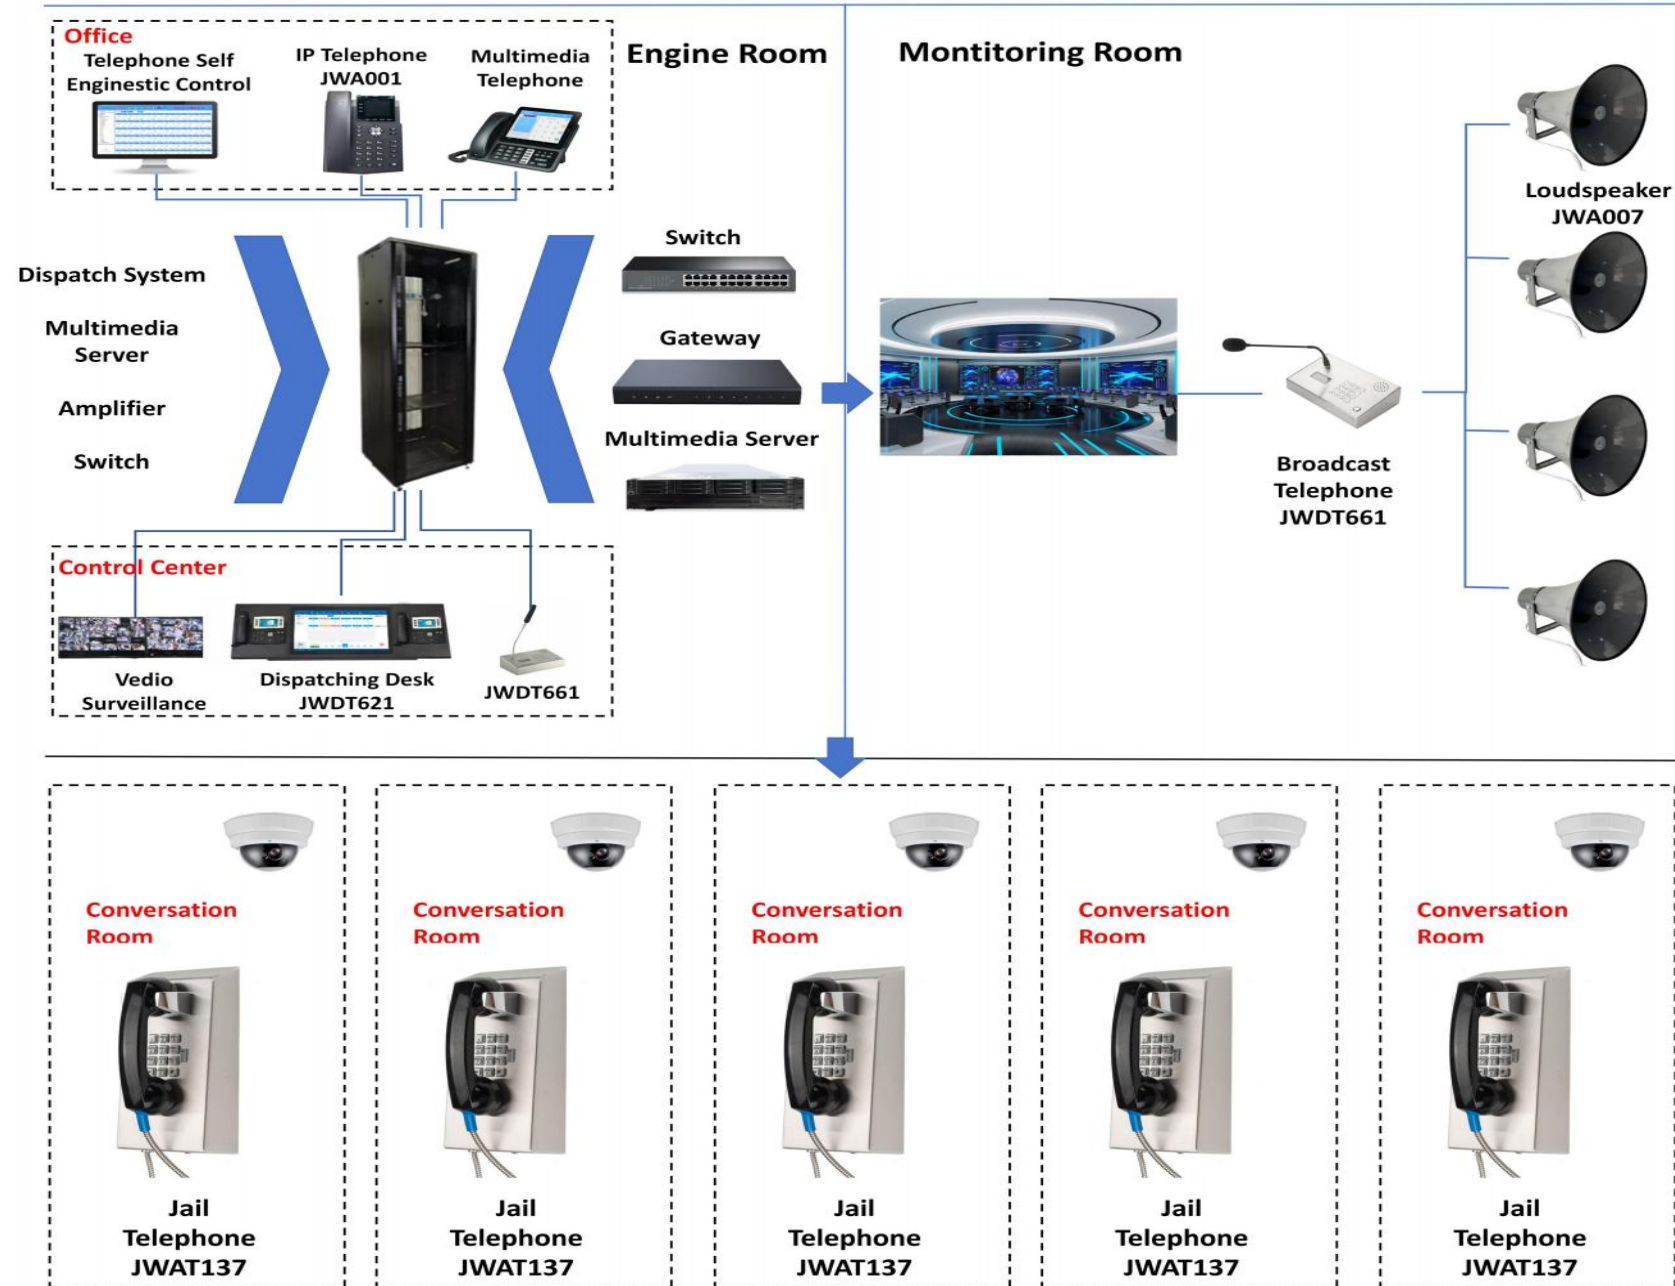 Office
Telephone Self
Enginestic Control
IP Telephone
JWA001
Multimedia
Telephone
Engine Room
Montitoring Room
Dispatch System
Multimedia
Server
Amplifier
Switch
Switch
Gateway
Multimedia Server
Loudspeaker
JWA007
Broadcast
Telephone
JWDT661
Control Center
Vedio
Surveillance
Dispatching Desk
JWDT621
JWDT661
Conversation
Room
Jail
Telephone
JWAT137
Conversation
Room
Jail
Telephone
JWAT137
Conversation
Room
Jail
Telephone
JWAT137
Conversation
Room
Jail
Telephone
JWAT137
Conversation
Room
Jail
Telephone
JWAT137